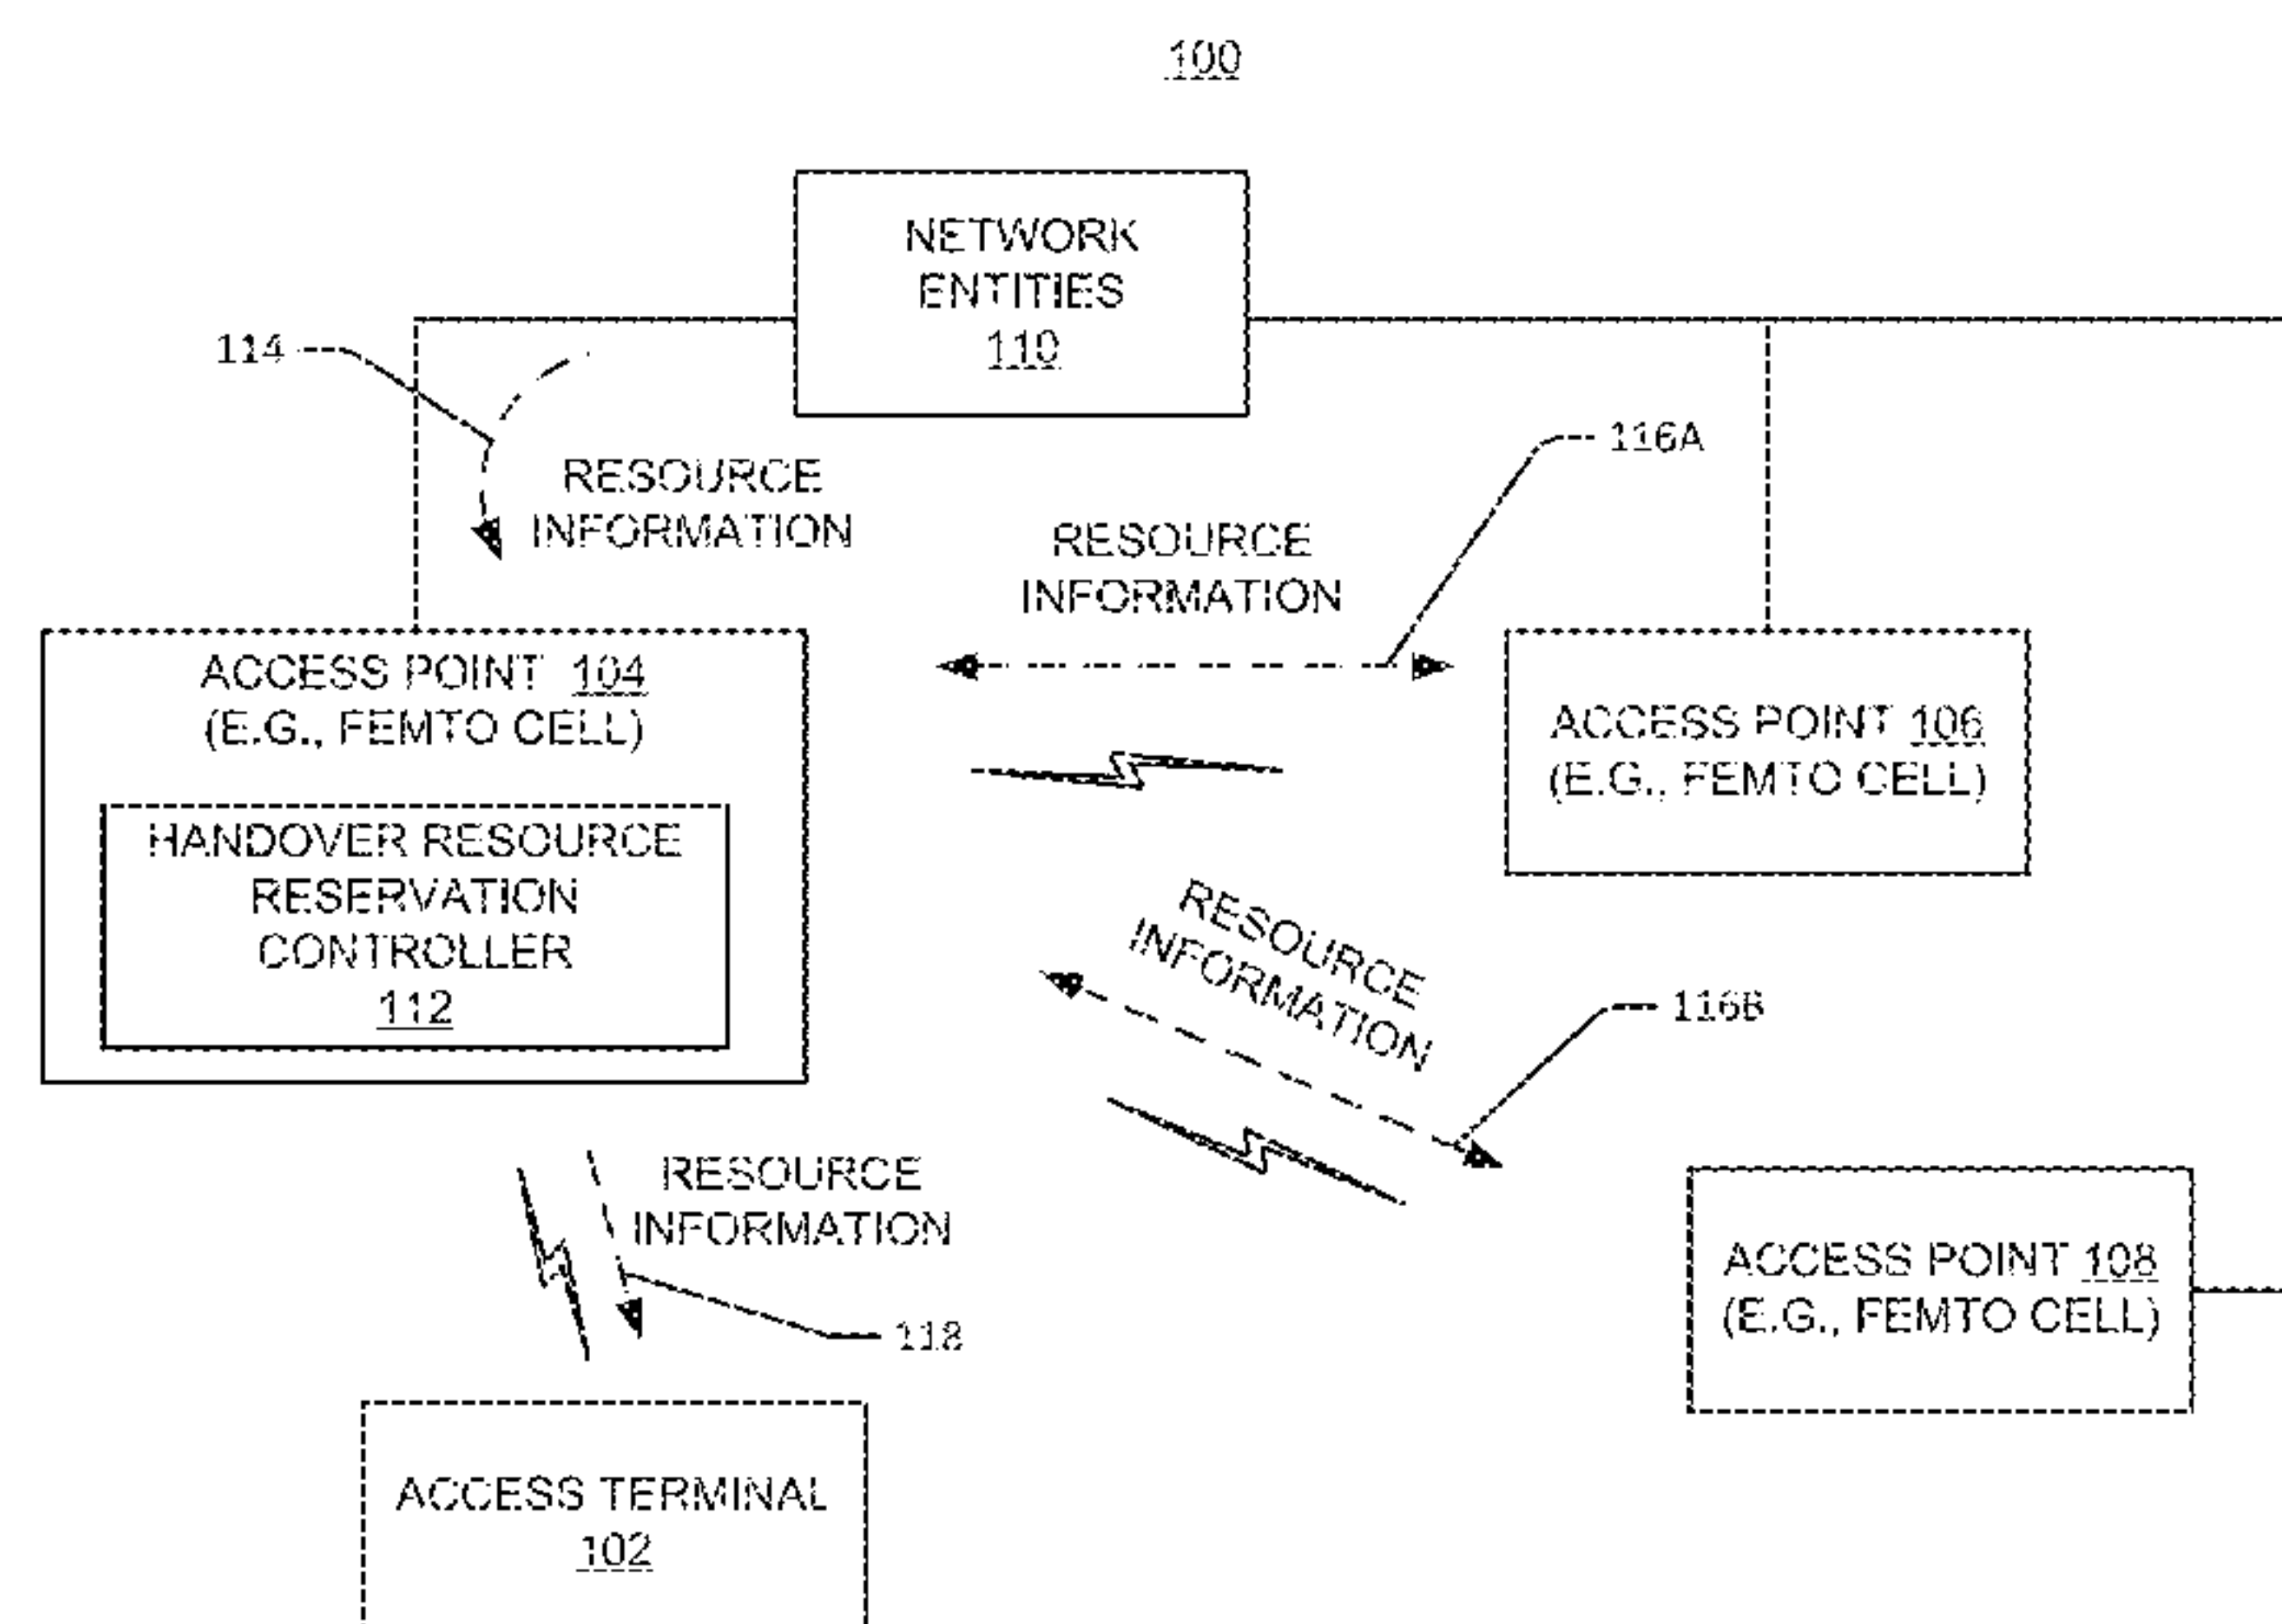 100
NETWORK
ENTITIES
110
114
RESOURCE
INFORMATION
116A
RESOURCE
INFORMATION
ACCESS POINT 104
(E.G., FEMTO CELL)
HANDOVER RESOURCE
RESERVATION
CONTROLLER
112
ACCESS POINT 106
(E.G., FEMTO CELL)
RESOURCE
INFORMATION
116B
RESOURCE
INFORMATION
118
ACCESS POINT 108
(E.G., FEMTO CELL)
ACCESS TERMINAL
102